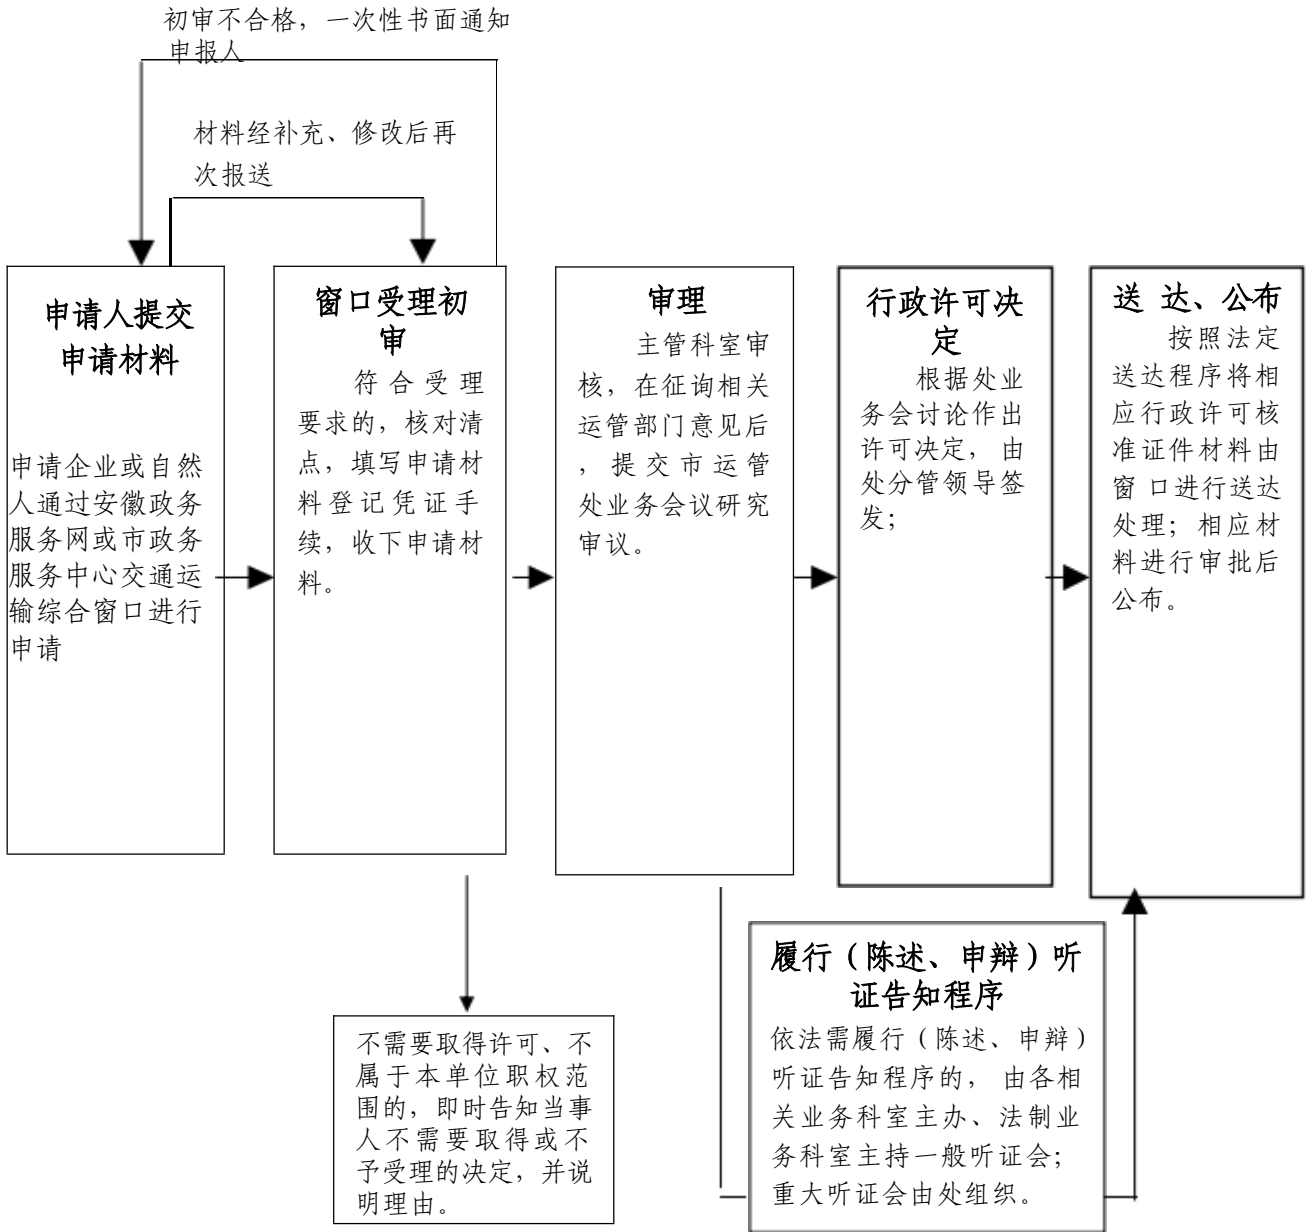 初审不合格，一次性书面通知
申报人
材料经补充、修改后再
次报送
申请人提交
申请材料
申请企业或自然
人通过安徽政务
服务网或市政务
服务中心交通运
输综合窗口进行
申请
窗口受理初
审
符合受理
要求的，核对清
点，填写申请材
料登记凭证手
续，收下申请材
料。
审理
主管科室审
核，在征询相关
运管部门意见后
，提交市运管
处业务会议研究
审议。
行政许可决
定
根据处业
务会讨论作出
许可决定，由
处分管领导签
发；
送 达、公布
按照法定
送达程序将相
应行政许可核
准证件材料由
窗口进行送达
处理；相应材
料进行审批后
公布。
不需要取得许可、不
属于本单位职权范
围的，即时告知当事
人不需要取得或不
予受理的决定，并说
明理由。
履行（陈述、申辩）听
证告知程序
依法需履行（陈述、申辩）
听证告知程序的， 由各相
关业务科室主办、法制业
务科室主持一般听证会；
重大听证会由处组织。